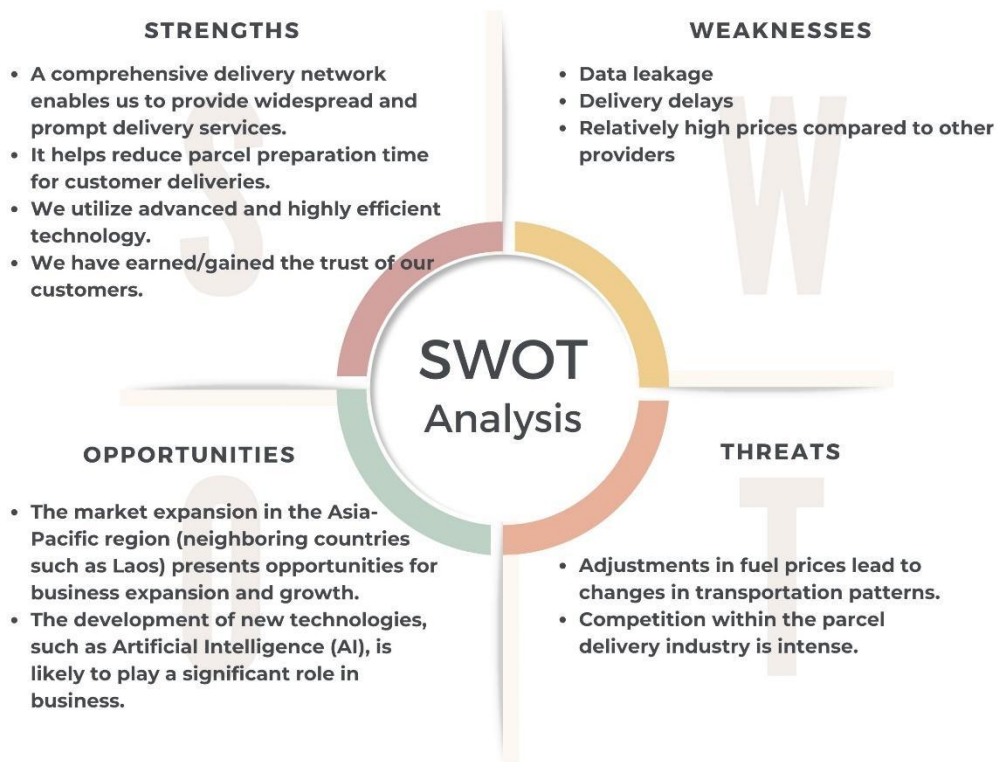 STRENGTHS
• A comprehensive delivery network
enables us to provide widespread and
prompt delivery services.
• It helps reduce parcel preparation time
for customer deliveries.
• We utilize advanced and highly efficient
technology.
• We have earned/gained the trust of our
customers.
S
WEAKNESSES
• Data leakage
• Delivery delays
• Relatively high prices compared to other
providers
W
SWOT
Analysis
OPPORTUNITIES
• The market expansion in the Asia-
Pacific region (neighboring countries
such as Laos) presents opportunities for
business expansion and growth.
• The development of new technologies,
such as Artificial Intelligence (AI), is
likely to play a significant role in
business.
O
THREATS
• Adjustments in fuel prices lead to
changes in transportation patterns.
• Competition within the parcel
delivery industry is intense.
T